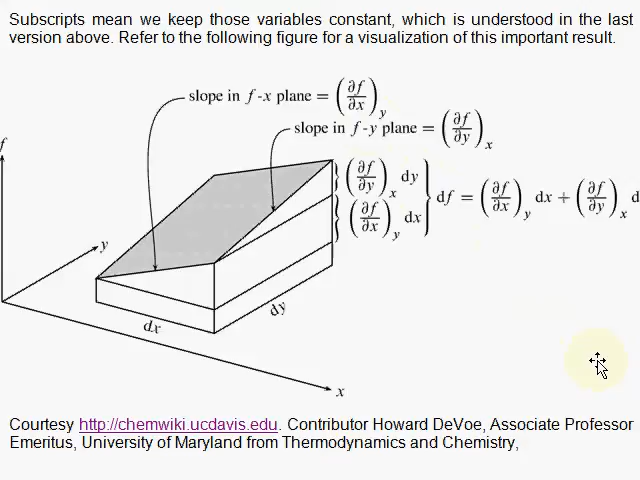 Subscripts mean we keep those variables constant, which is understood in the last
version above. Refer to the following figure for a visualization of this important result.
f
slope in f-x plane = (∂f/∂x)_y
slope in f-y plane = (∂f/∂y)_x
(∂f/∂y)_x dy
(∂f/∂x)_y dx
df = (∂f/∂x)_y dx + (∂f/∂y)_x d
y
dx
dy
x
Courtesy http://chemwiki.ucdavis.edu. Contributor Howard DeVoe, Associate Professor
Emeritus, University of Maryland from Thermodynamics and Chemistry,